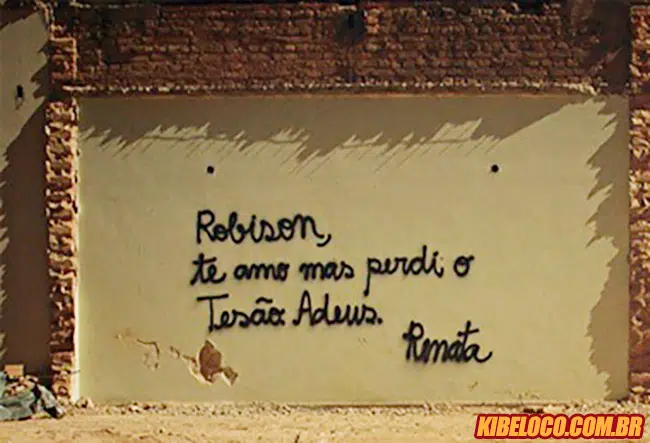 Robison,
te amo mas perdi o
Tesão. Adeus.
Renata
KIBELOCO.COM.BR